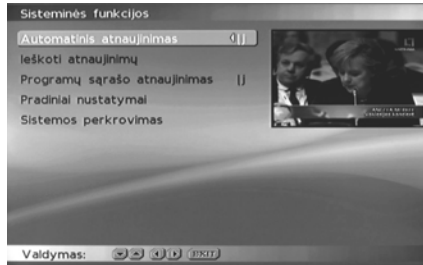 Sisteminės funkcijos
Automatinis atnaujinimas
Ieškoti atnaujinimų
Programų sąrašo atnaujinimas
Pradiniai nustatymai
Sistemos perkrovimas
Valdymas: EXIT